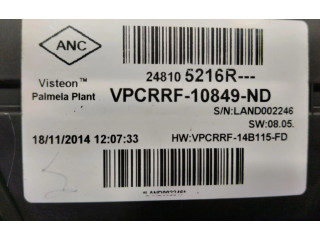 ANC
24810 5216R---
Visteon™
Palmela Plant
VPCRRF-10849-ND
S/N:LAND002246
SW:08.05.
18/11/2014 12:07:33
HW:VPCRRF-14B115-FD